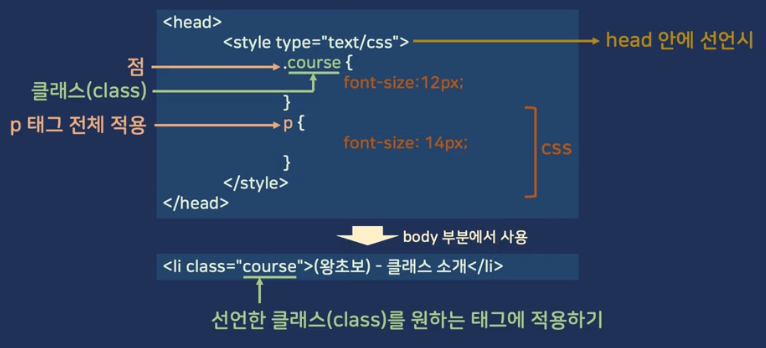 <head>
<style type="text/css">
head 안에 선언시
점
.course {
클래스(class)
font-size:12px;
}
p 태그 전체 적용
p {
font-size: 14px;
css
}
</style>
</head>
body 부분에서 사용
<li class="course">(왕초보) - 클래스 소개</li>
선언한 클래스(class)를 원하는 태그에 적용하기